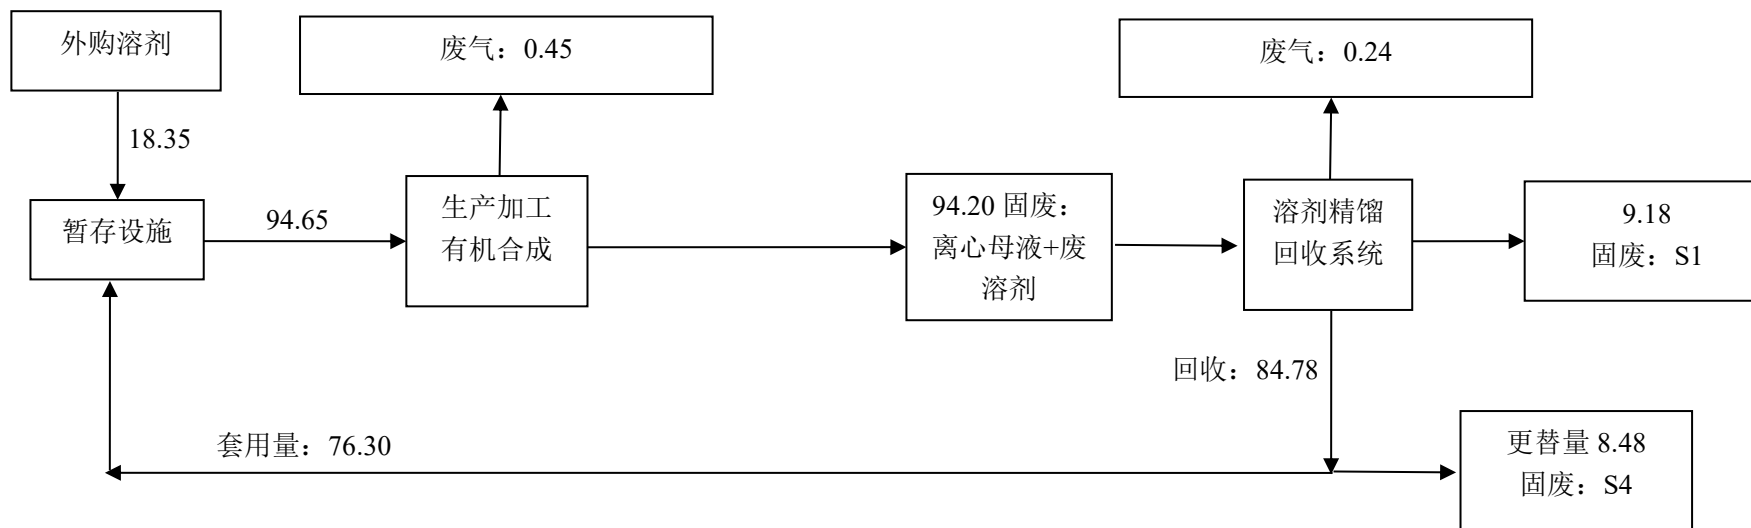 外购溶剂
废气：0.45
废气：0.24
18.35
暂存设施
94.65
生产加工
有机合成
94.20 固废：
离心母液+废
溶剂
溶剂精馏
回收系统
9.18
固废：S1
回收：84.78
套用量：76.30
更替量 8.48
固废：S4